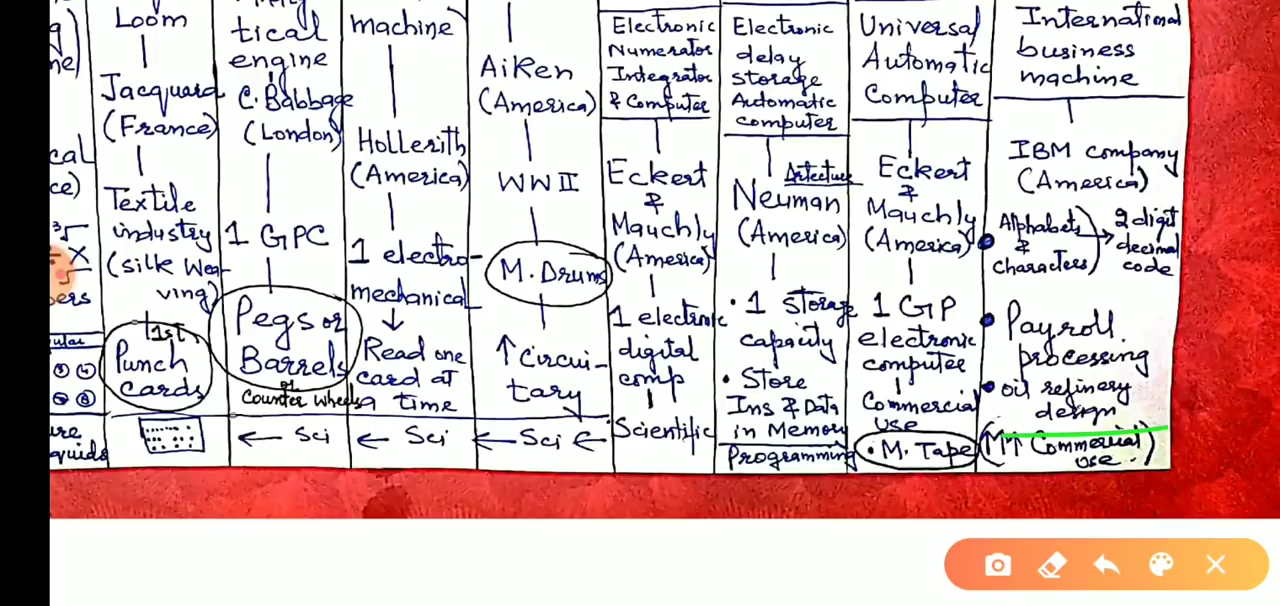 Loom
Jacquard
(France)
Textile
industry
(silk Wea-
ving)
1st
Punch
cards
tical
engine
C. Babbage
(London)
1 GPC
Pegs or
Barrels
or
Counter Wheels
← Sci
machine
Hollerith
(America)
1 electro-
mechanical
Read one
card at
a time
← Sci
Aiken
(America)
WW II
M. Drums
↑ circui-
tary
← Sci ←
Electronic
Numerator
Integrator
& Computer
Eckert
&
Mauchly
(America)
1 electronic
digital
comp
Scientific
Electronic
delay
storage
Automatic
computer
Neuman
(America)
• 1 storage
capacity
• Store
Ins & Data
in Memory
Programming
Universal
Automatic
Computer
Eckert
&
Mauchly
(America)
1 GP
electronic
computer
Commercial
use
• M. Tape
International
business
machine
IBM company
(America)
Alphabets
&
characters)
→ 2 digit
decimal
code
Payroll
processing
oil refinery
design
Commercial
use.